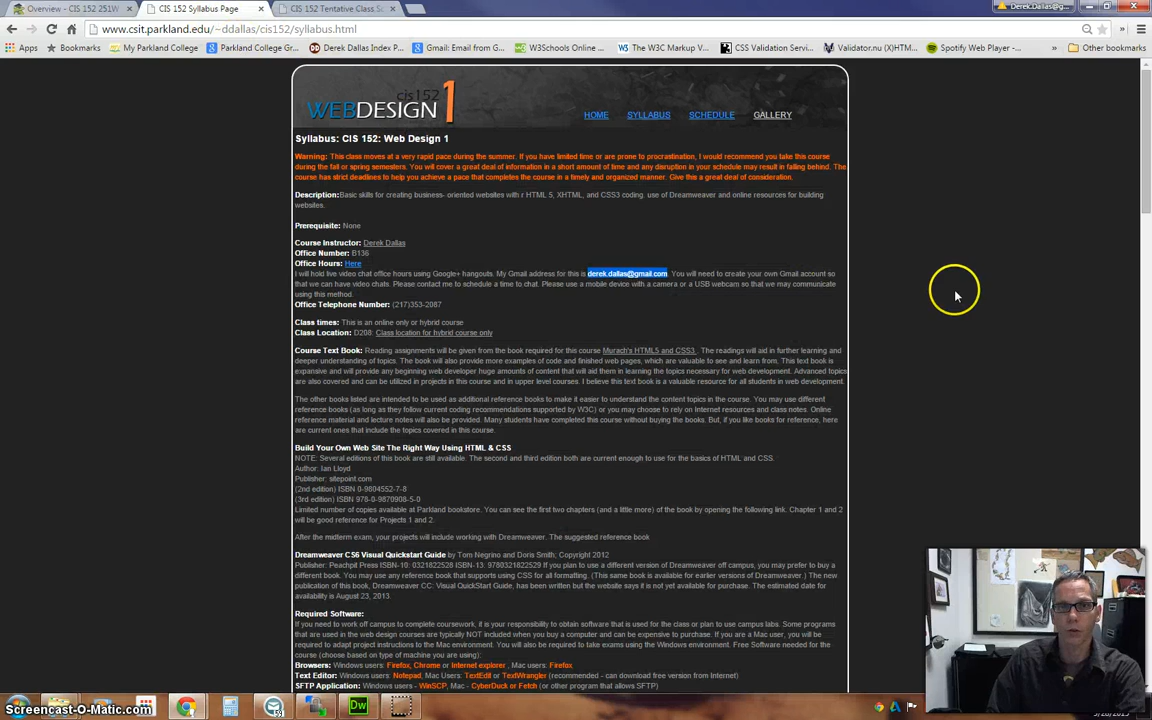 Overview - CIS 152 251W
CIS 152 Syllabus Page
CIS 152 Tentative Class Sc
Derek.Dallas@g...
www.csit.parkland.edu/~ddallas/cis152/syllabus.html
Apps Bookmarks My Parkland College Google Parkland College Gr... Derek Dallas Index P... Gmail: Email from G... W3Schools Online ... The W3C Markup V... CSS Validation Serv... Validator.nu (X)HTM... Spotify Web Player -... Other bookmarks
cis152
WEBDESIGN 1
HOME SYLLABUS SCHEDULE GALLERY
Syllabus: CIS 152: Web Design 1
Warning: This class moves at a very rapid pace during the summer. If you have limited time or are prone to procrastination, I would recommend you take this course
during the fall or spring semesters. You will cover a great deal of information in a short amount of time and any disruption in your schedule may result in falling behind. The
course has strict deadlines to help you achieve a pace that completes the course in a timely and organized manner. Give this a great deal of consideration.
Description:Basic skills for creating business- oriented websites with r HTML 5, XHTML, and CSS3 coding. use of Dreamweaver and online resources for building
websites.
Prerequisite: None
Course Instructor: Derek Dallas
Office Number: B136
Office Hours: Here
I will hold live video chat office hours using Google+ hangouts. My Gmail address for this is derek.dallas@gmail.com. You will need to create your own Gmail account so
that we can have video chats. Please contact me to schedule a time to chat. Please use a mobile device with a camera or a USB webcam so that we may communicate
using this method.
Office Telephone Number: (217)353-2087
Class times: This is an online only or hybrid course
Class Location: D208: Class location for hybrid course only
Course Text Book: Reading assignments will be given from the book required for this course Murach's HTML5 and CSS3 . The readings will aid in further learning and
deeper understanding of topics. The book will also provide more examples of code and finished web pages, which are valuable to see and learn from. This text book is
expansive and will provide any beginning web developer huge amounts of content that will aid them in learning the topics necessary for web development. Advanced topics
are also covered and can be utilized in projects in this course and in upper level courses. I believe this text book is a valuable resource for all students in web development.
The other books listed are intended to be used as additional reference books to make it easier to understand the content topics in the course. You may use different
reference books (as long as they follow current coding recommendations supported by W3C) or you may choose to rely on Internet resources and class notes. Online
reference material and lecture notes will also be provided. Many students have completed this course without buying the books. But, if you like books for reference, here
are current ones that include the topics covered in this course.
Build Your Own Web Site The Right Way Using HTML & CSS
NOTE: Several editions of this book are still available. The second and third edition both are current enough to use for the basics of HTML and CSS.
Author: Ian Lloyd
Publisher: sitepoint.com
(2nd edition) ISBN 0-9804552-7-8
(3rd edition) ISBN 978-0-9870908-5-0
Limited number of copies available at Parkland bookstore. You can see the first two chapters (and a little more) of the book by opening the following link. Chapter 1 and 2
will be good reference for Projects 1 and 2.
After the midterm exam, your projects will include working with Dreamweaver. The suggested reference book
Dreamweaver CS6 Visual Quickstart Guide by Tom Negrino and Doris Smith; Copyright 2012
Publisher: Peachpit Press ISBN-10: 0321822528 ISBN-13: 9780321822529 If you plan to use a different version of Dreamweaver off campus, you may prefer to buy a
different book. You may use any reference book that supports using CSS for all formatting. (This same book is available for earlier versions of Dreamweaver.) The new
publication of this book, Dreamweaver CC: Visual QuickStart Guide, has been written but the website says it is not yet available for purchase. The estimated date for
availability is August 23, 2013.
Required Software:
If you need to work off campus to complete coursework, it is your responsibility to obtain software that is used for the class or plan to use campus labs. Some programs
that are used in the web design courses are typically NOT included when you buy a computer and can be expensive to purchase. If you are a Mac user, you will be
required to adapt project instructions to the Mac environment. You will also be required to take exams using the Windows environment. Free Software needed for the
course (choose based on type of machine you are using):
Browsers: Windows users: Firefox, Chrome or Internet explorer , Mac users: Firefox
Text Editor: Windows users: Notepad, Mac Users: TextEdit or TextWrangler (recommended - can download free version from Internet)
SFTP Application: Windows users - WinSCP, Mac - CyberDuck or Fetch (or other program that allows SFTP)
Screencast-O-Matic.com
Dw